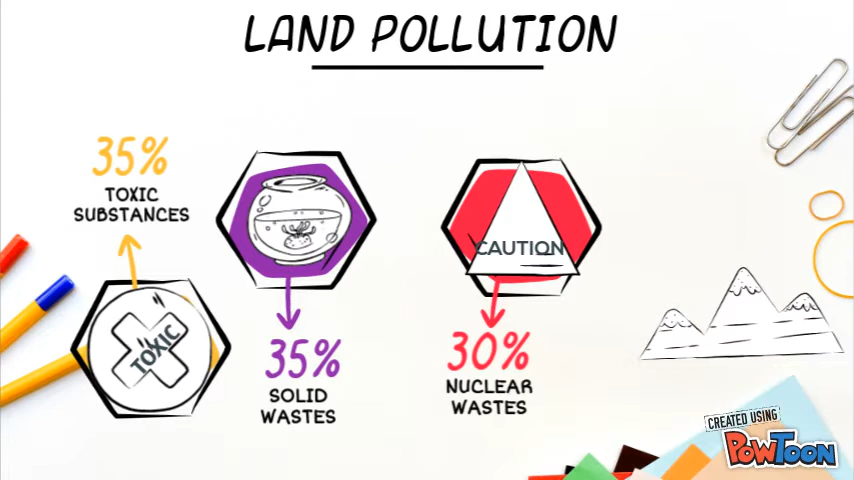 LAND POLLUTION
35%
TOXIC
SUBSTANCES
TOXIC
35%
SOLID
WASTES
CAUTION
30%
NUCLEAR
WASTES
CREATED USING
POWTOON